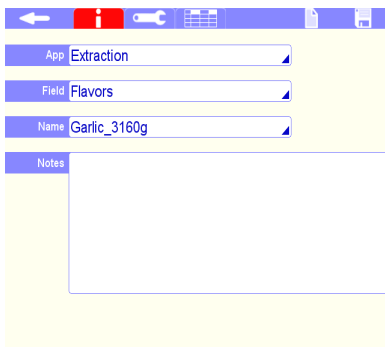 App Extraction
Field Flavors
Name Garlic_3160g
Notes